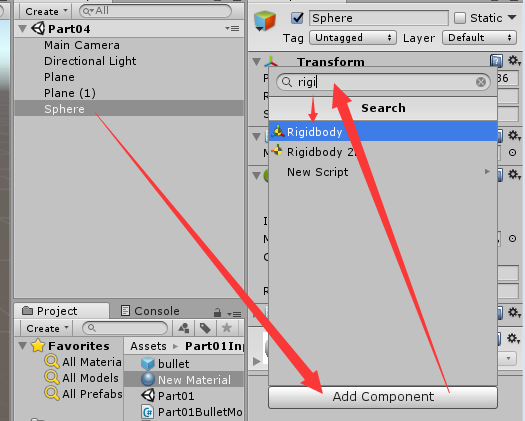 Create
All
Part04
Main Camera
Directional Light
Plane
Plane (1)
Sphere
Project
Console
Create
Favorites
All Materia
All Models
All Prefabs
Assets
Part01In
bullet
New Material
Part01
Part01BulletMo
Sphere
Static
Tag
Untagged
Layer
Default
Transform
P
86
R
S
rigi
Search
Rigidbody
Rigidbody 2
New Script
M
I
M
C
R
Add Component